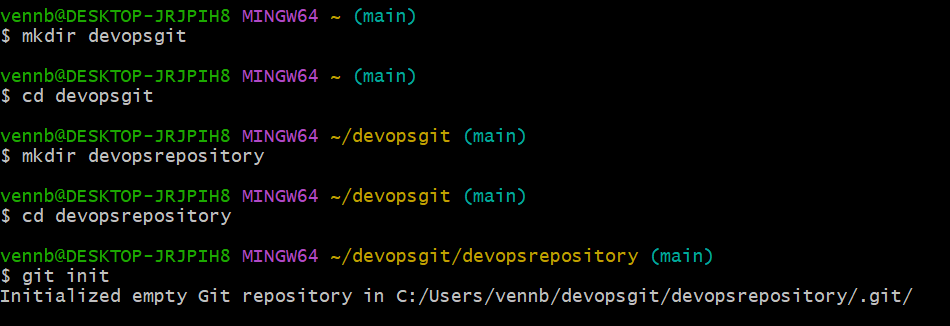 vennb@DESKTOP-JRJPIH8 MINGW64 ~ (main)
$ mkdir devopsgit
vennb@DESKTOP-JRJPIH8 MINGW64 ~ (main)
$ cd devopsgit
vennb@DESKTOP-JRJPIH8 MINGW64 ~/devopsgit (main)
$ mkdir devopsrepository
vennb@DESKTOP-JRJPIH8 MINGW64 ~/devopsgit (main)
$ cd devopsrepository
vennb@DESKTOP-JRJPIH8 MINGW64 ~/devopsgit/devopsrepository (main)
$ git init
Initialized empty Git repository in C:/Users/vennb/devopsgit/devopsrepository/.git/